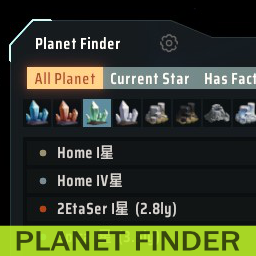 Planet Finder
All Planet Current Star Has Fact
Home I星
Home IV星
2EtaSer I星 (2.8ly)
PLANET FINDER